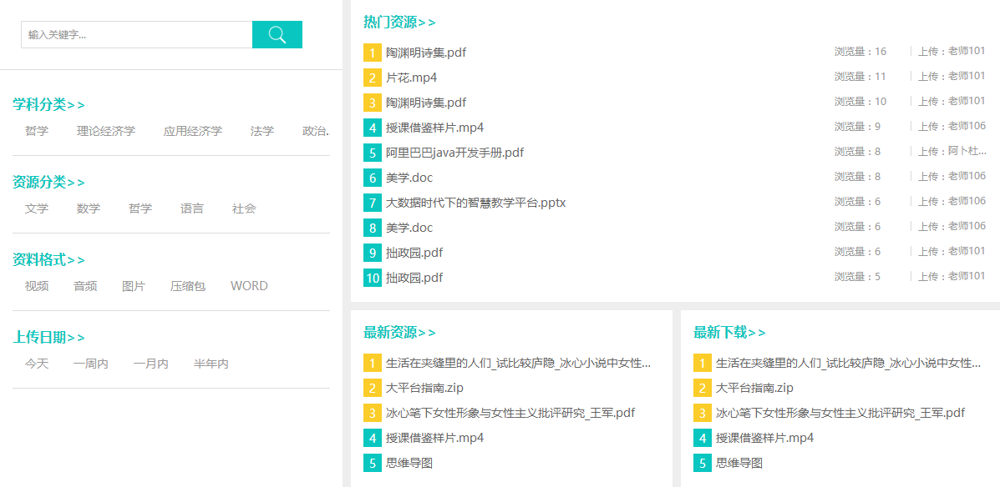 输入关键字...
学科分类>>
哲学 理论经济学 应用经济学 法学 政治.
资源分类>>
文学 数学 哲学 语言 社会
资料格式>>
视频 音频 图片 压缩包 WORD
上传日期>>
今天 一周内 一月内 半年内
热门资源>>
1 陶渊明诗集.pdf 浏览量：16 上传：老师101
2 片花.mp4 浏览量：11 上传：老师101
3 陶渊明诗集.pdf 浏览量：10 上传：老师101
4 授课借鉴样片.mp4 浏览量：9 上传：老师106
5 阿里巴巴java开发手册.pdf 浏览量：8 上传：阿卜杜...
6 美学.doc 浏览量：8 上传：老师106
7 大数据时代下的智慧教学平台.pptx 浏览量：6 上传：老师106
8 美学.doc 浏览量：6 上传：老师106
9 拙政园.pdf 浏览量：6 上传：老师101
10 拙政园.pdf 浏览量：5 上传：老师101
最新资源>>
1 生活在夹缝里的人们_试比较庐隐_冰心小说中女性...
2 大平台指南.zip
3 冰心笔下女性形象与女性主义批评研究_王军.pdf
4 授课借鉴样片.mp4
5 思维导图
最新下载>>
1 生活在夹缝里的人们_试比较庐隐_冰心小说中女性...
2 大平台指南.zip
3 冰心笔下女性形象与女性主义批评研究_王军.pdf
4 授课借鉴样片.mp4
5 思维导图